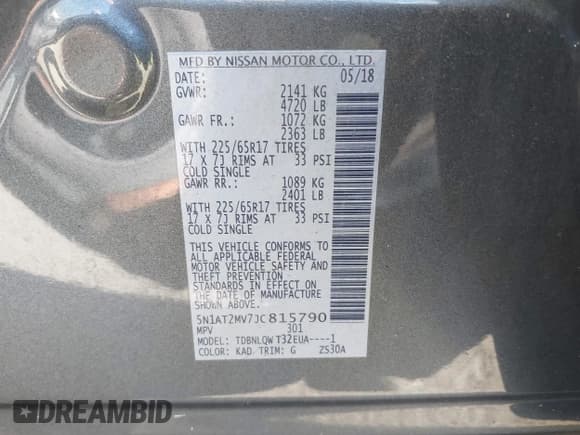 MFD BY NISSAN MOTOR CO., LTD.
DATE: 05/18
GVWR: 2141 KG
4720 LB
GAWR FR.: 1072 KG
2363 LB
WITH 225/65R17 TIRES
17 X 7J RIMS AT 33 PSI
COLD SINGLE
GAWR RR.: 1089 KG
2401 LB
WITH 225/65R17 TIRES
17 X 7J RIMS AT 33 PSI
COLD SINGLE
THIS VEHICLE CONFORMS TO
ALL APPLICABLE FEDERAL
MOTOR VEHICLE SAFETY AND
THEFT PREVENTION
STANDARDS IN EFFECT ON
THE DATE OF MANUFACTURE
SHOWN ABOVE.
5N1AT2MV7JC815790
MPV 301
MODEL: TDBNLQW T32EUA----1
COLOR: KAD TRIM: G ZS30A
DREAMBID